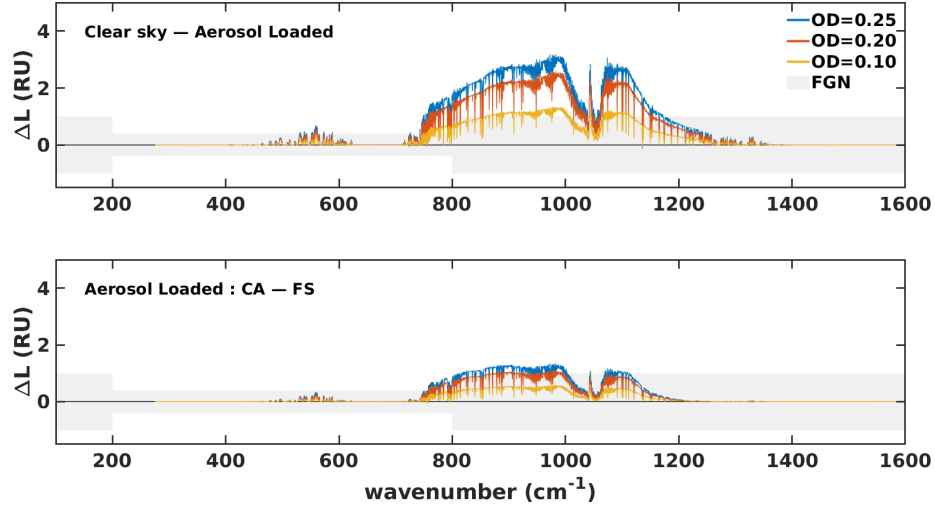 Clear sky — Aerosol Loaded
OD=0.25
OD=0.20
OD=0.10
FGN
4
2
0
ΔL (RU)
200 400 600 800 1000 1200 1400 1600
Aerosol Loaded : CA — FS
4
2
0
ΔL (RU)
200 400 600 800 1000 1200 1400 1600
wavenumber (cm⁻¹)